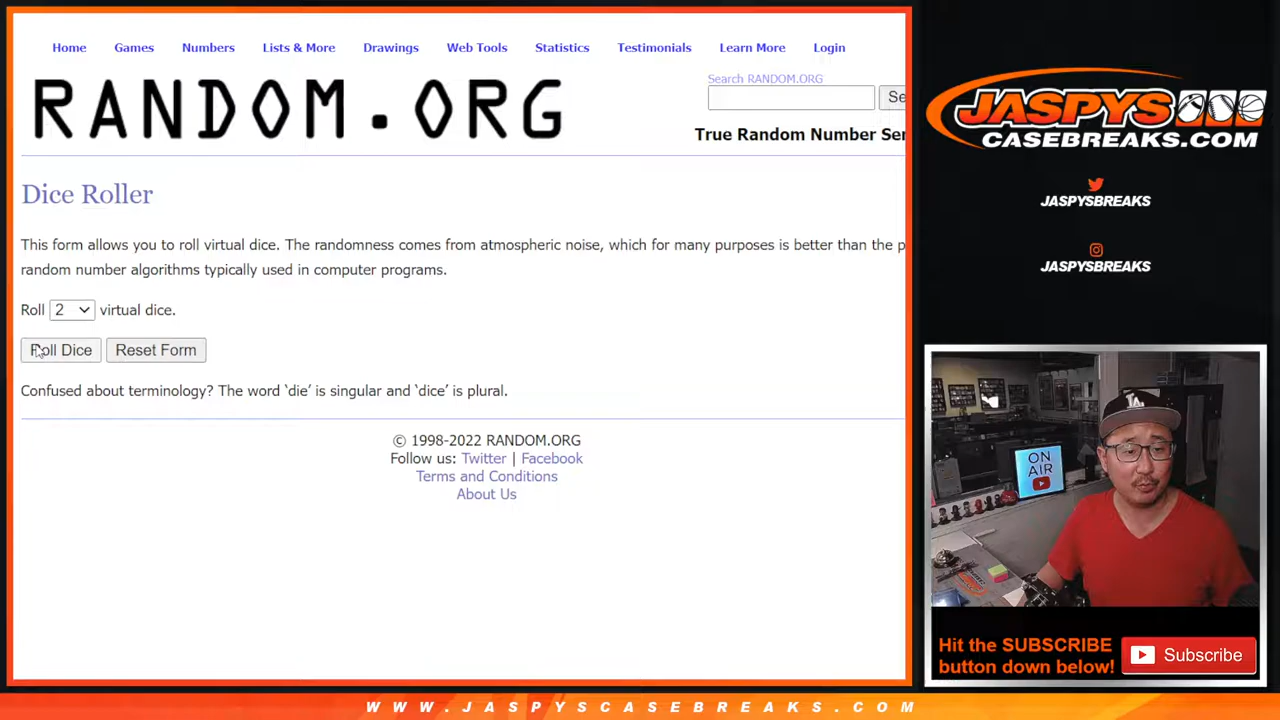 Home Games Numbers Lists & More Drawings Web Tools Statistics Testimonials Learn More Login
RANDOM.ORG
Search RANDOM.ORG
Se
True Random Number Ser
Dice Roller
This form allows you to roll virtual dice. The randomness comes from atmospheric noise, which for many purposes is better than the p
random number algorithms typically used in computer programs.
Roll 2 virtual dice.
Roll Dice Reset Form
Confused about terminology? The word ‘die’ is singular and ‘dice’ is plural.
© 1998-2022 RANDOM.ORG
Follow us: Twitter | Facebook
Terms and Conditions
About Us
JASPYS
CASEBREAKS.COM
JASPYSBREAKS
JASPYSBREAKS
ON
AIR
LA
Hit the SUBSCRIBE
button down below!
Subscribe
WWW.JASPYSCASEBREAKS.COM